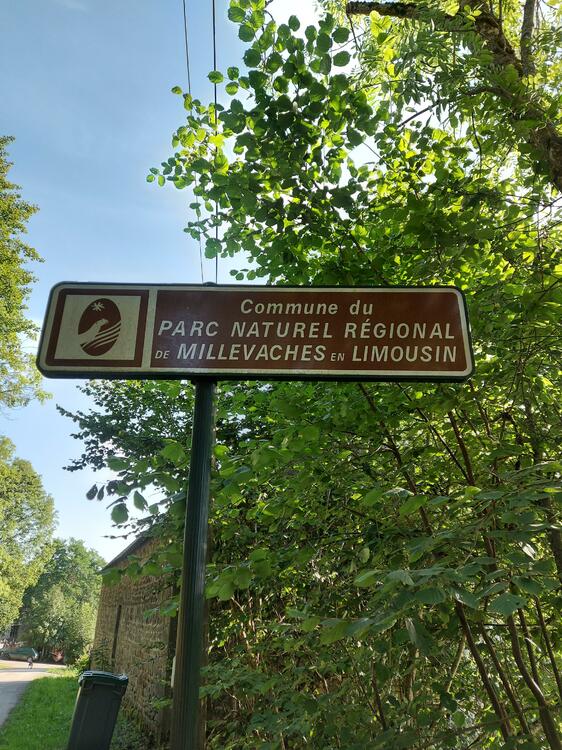 Commune du
PARC NATUREL RÉGIONAL
DE MILLEVACHES EN LIMOUSIN